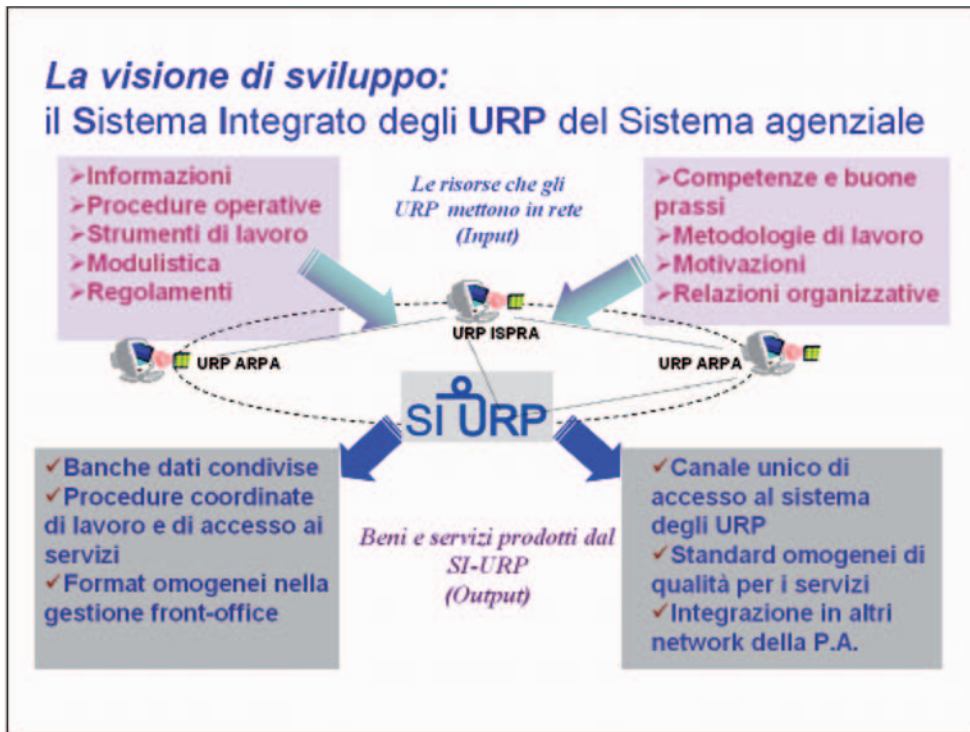 La visione di sviluppo:
il Sistema Integrato degli URP del Sistema agenziale
➢Informazioni
➢Procedure operative
➢Strumenti di lavoro
➢Modulistica
➢Regolamenti
Le risorse che gli
URP mettono in rete
(Input)
➢Competenze e buone
prassi
➢Metodologie di lavoro
➢Motivazioni
➢Relazioni organizzative
URP ISPRA
URP ARPA
URP ARPA
SI URP
✓Banche dati condivise
✓Procedure coordinate
di lavoro e di accesso ai
servizi
✓Format omogenei nella
gestione front-office
Beni e servizi prodotti dal
SI-URP
(Output)
✓Canale unico di
accesso al sistema
degli URP
✓Standard omogenei di
qualità per i servizi
✓Integrazione in altri
network della P.A.